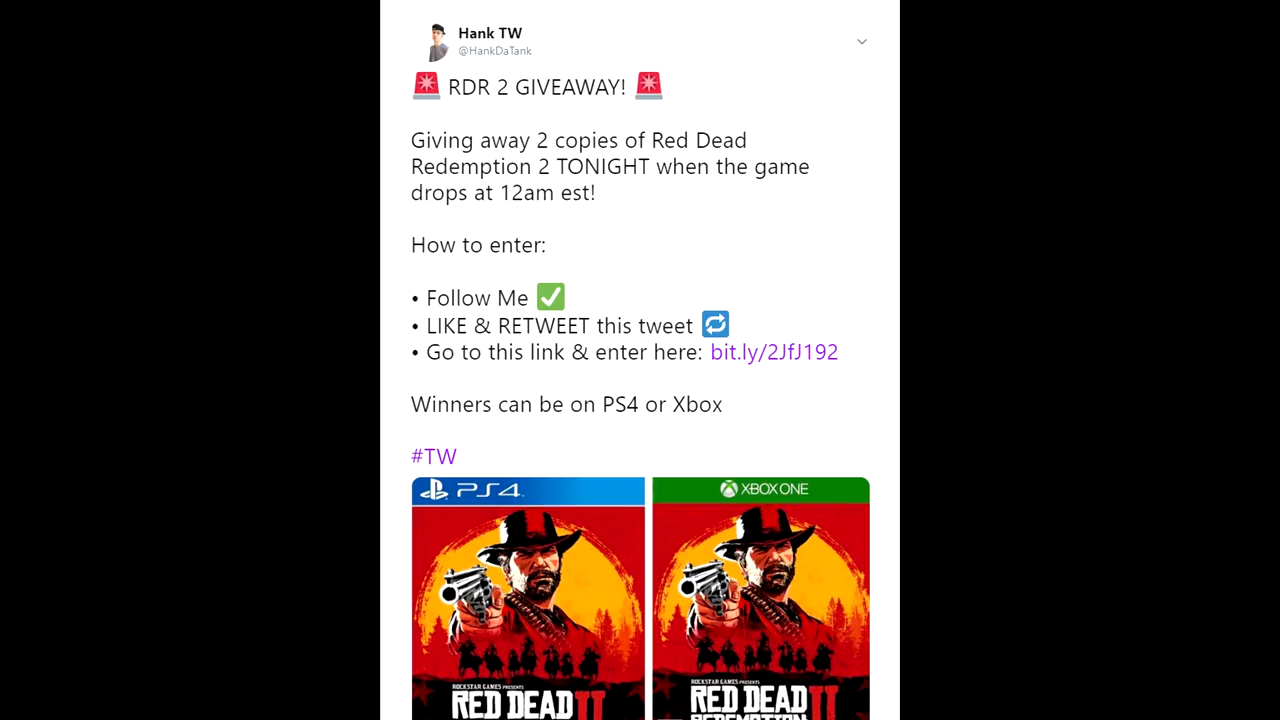 Hank TW
@HankDaTank
🚨 RDR 2 GIVEAWAY! 🚨
Giving away 2 copies of Red Dead
Redemption 2 TONIGHT when the game
drops at 12am est!
How to enter:
• Follow Me ✅
• LIKE & RETWEET this tweet 🔁
• Go to this link & enter here: bit.ly/2JfJ192
Winners can be on PS4 or Xbox
#TW
PS4
XBOX ONE
ROCKSTAR GAMES PRESENTS
RED DEAD II
ROCKSTAR GAMES PRESENTS
RED DEAD II
REDEMPTION